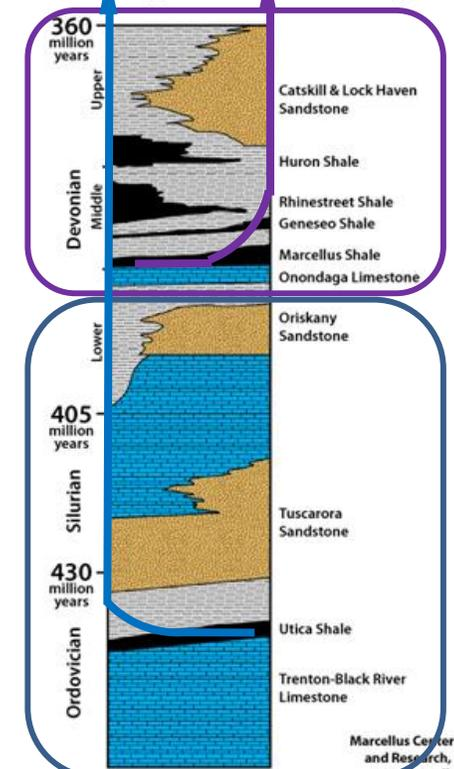 360
million
years
Upper
Catskill & Lock Haven
Sandstone
Huron Shale
Devonian
Middle
Rhinestreet Shale
Geneseo Shale
Marcellus Shale
Onondaga Limestone
Oriskany
Sandstone
Lower
405
million
years
Silurian
Tuscarora
Sandstone
430
million
years
Utica Shale
Ordovician
Trenton-Black River
Limestone
Marcellus Center
and Research,